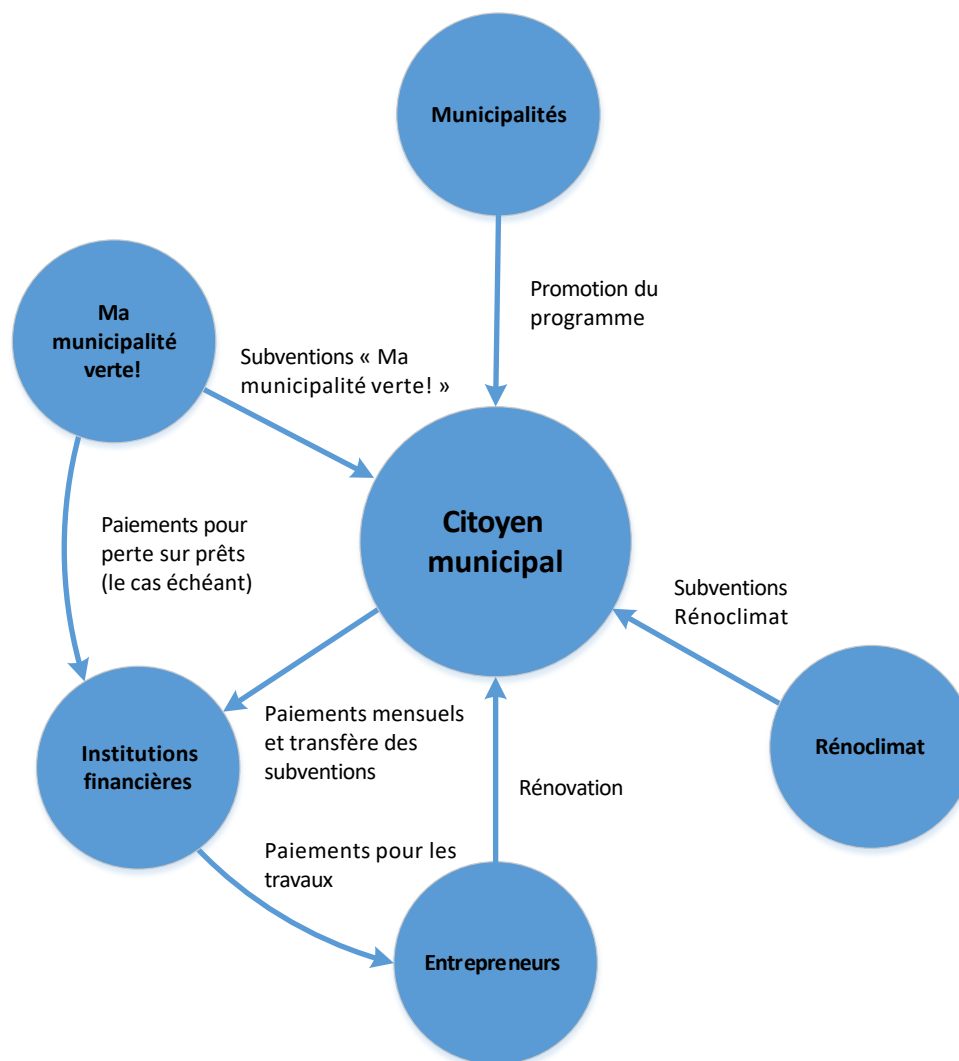 Municipalités
Promotion du
programme
Ma
municipalité
verte!
Subventions « Ma
municipalité verte! »
Citoyen
municipal
Paiements pour
perte sur prêts
(le cas échéant)
Subventions
Rénoclimat
Rénoclimat
Institutions
financières
Paiements mensuels
et transfère des
subventions
Rénovation
Paiements pour les
travaux
Entrepreneurs